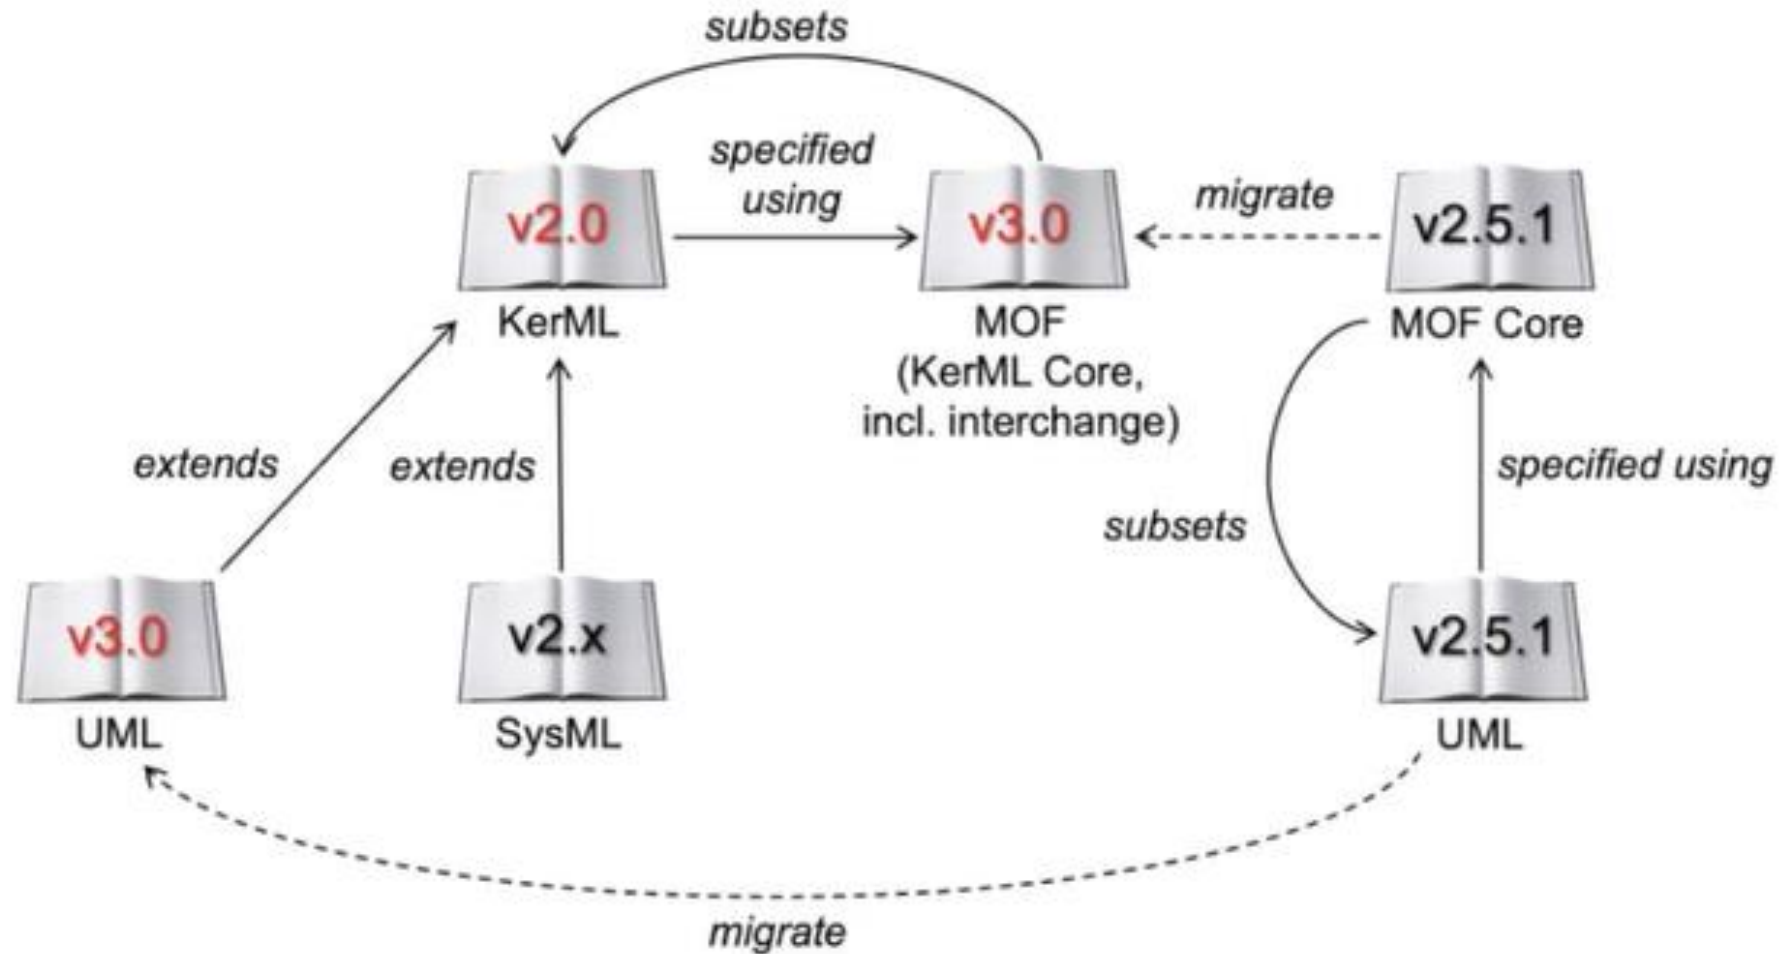 subsets
specified
using
migrate
v2.0
v3.0
v2.5.1
KerML
MOF
(KerML Core,
incl. interchange)
MOF Core
extends
extends
specified using
subsets
v3.0
v2.x
v2.5.1
UML
SysML
UML
migrate